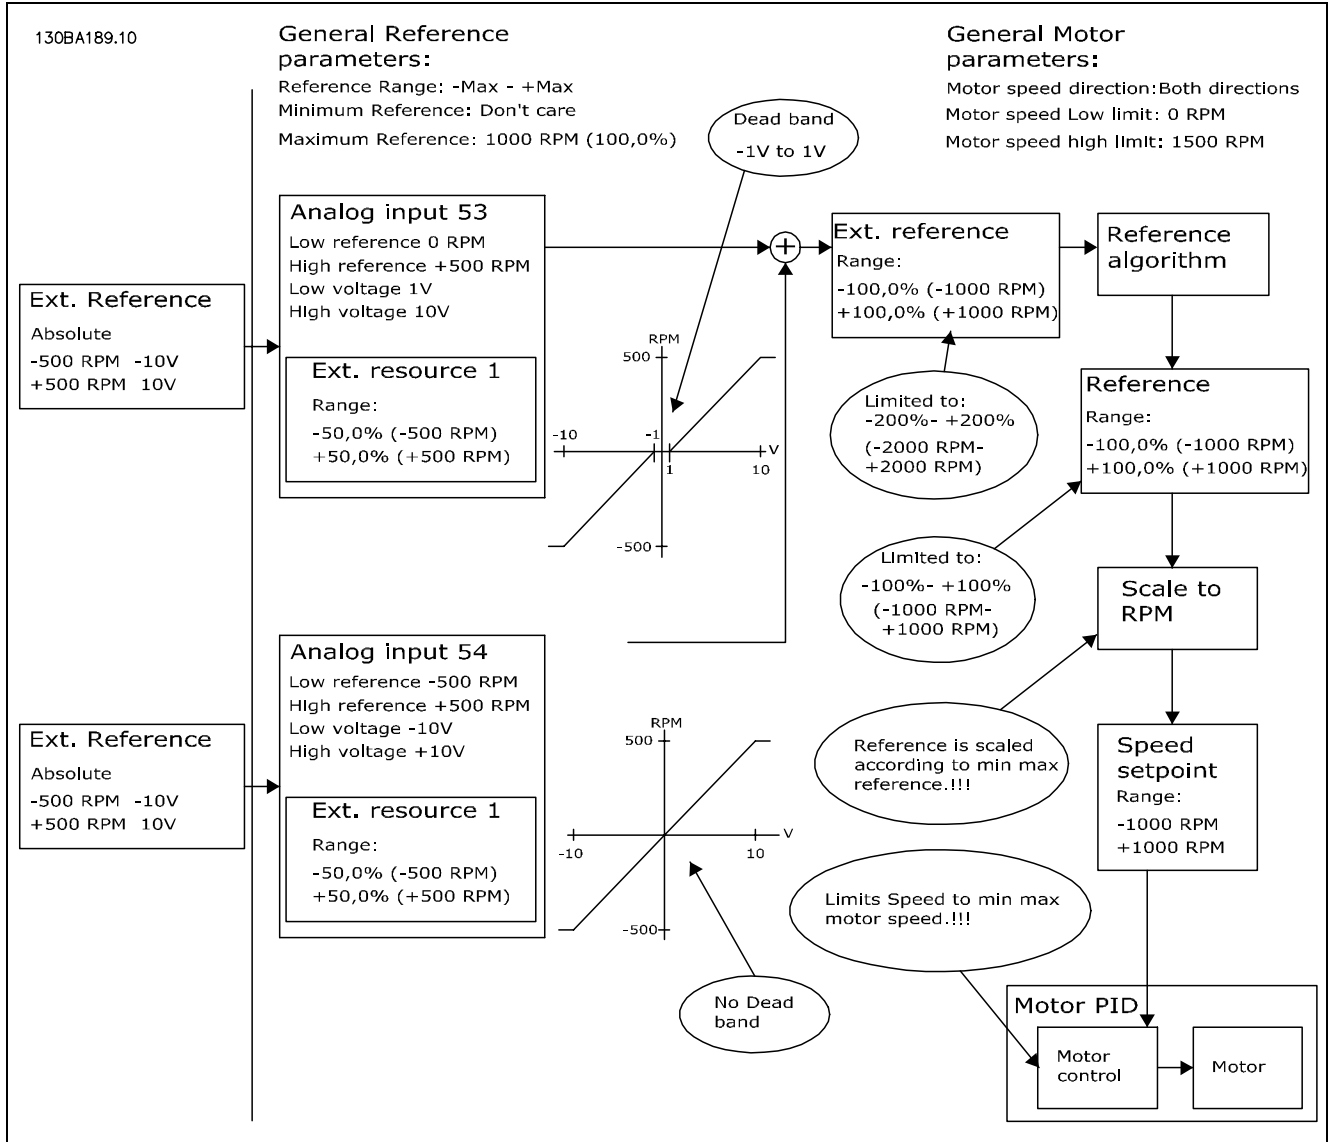 130BA189.10
General Reference
parameters:
Reference Range: -Max - +Max
Minimum Reference: Don't care
Maximum Reference: 1000 RPM (100,0%)
General Motor
parameters:
Motor speed direction:Both directions
Motor speed Low limit: 0 RPM
Motor speed high limit: 1500 RPM
Dead band
-1V to 1V
Ext. Reference
Absolute
-500 RPM -10V
+500 RPM 10V
Analog input 53
Low reference 0 RPM
High reference +500 RPM
Low voltage 1V
High voltage 10V
Ext. resource 1
Range:
-50,0% (-500 RPM)
+50,0% (+500 RPM)
RPM
500
-10
-1
V
1
10
-500
+
Ext. reference
Range:
-100,0% (-1000 RPM)
+100,0% (+1000 RPM)
Reference
algorithm
Limited to:
-200%- +200%
(-2000 RPM-
+2000 RPM)
Reference
Range:
-100,0% (-1000 RPM)
+100,0% (+1000 RPM)
Limited to:
-100%- +100%
(-1000 RPM-
+1000 RPM)
Scale to
RPM
Ext. Reference
Absolute
-500 RPM -10V
+500 RPM 10V
Analog input 54
Low reference -500 RPM
High reference +500 RPM
Low voltage -10V
High voltage +10V
Ext. resource 1
Range:
-50,0% (-500 RPM)
+50,0% (+500 RPM)
RPM
500
V
-10
10
-500
No Dead
band
Reference is scaled
according to min max
reference.!!!
Speed
setpoint
Range:
-1000 RPM
+1000 RPM
Limits Speed to min max
motor speed.!!!
Motor PID
Motor
control
Motor